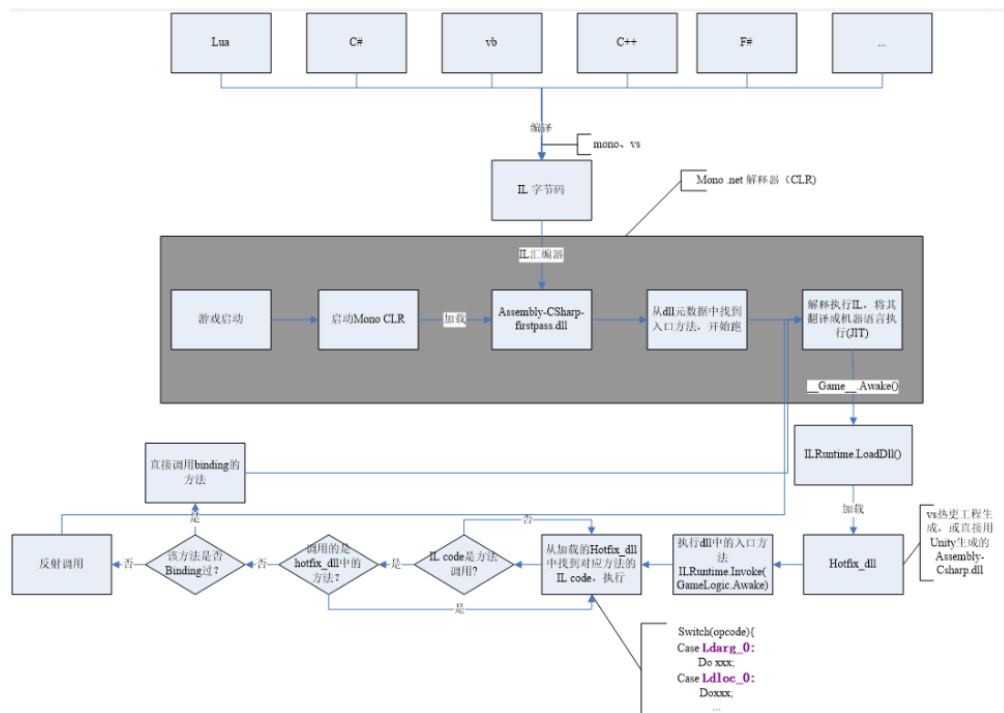 Lua
C#
vb
C++
F#
...
编译
mono、vs
IL 字节码
Mono .net 解释器（CLR)
IL汇编器
游戏启动
启动Mono CLR
加载
Assembly-CSharp-
firstpass.dll
从dll元数据中找到
入口方法，开始跑
解释执行IL，将其
翻译成机器语言执
行(JIT)
__Game__.Awake()
ILRuntime.LoadDll()
加载
直接调用binding的
方法
是
否
反射调用
否
该方法是否
Binding过？
否
调用的是
hotfix_dll中的
方法？
是
IL code是方法
调用?
从加载的Hotfix_dll
中找到对应方法的
IL code，执行
执行dll中的入口方
法
ILRuntime.Invoke(
GameLogic.Awake)
Hotfix_dll
vs热更工程生
成，或直接用
Unity生成的
Assembly-
Csharp.dll
是
Switch(opcode){
Case Ldarg_0:
Do xxx;
Case Ldloc_0:
Doxxx;
...